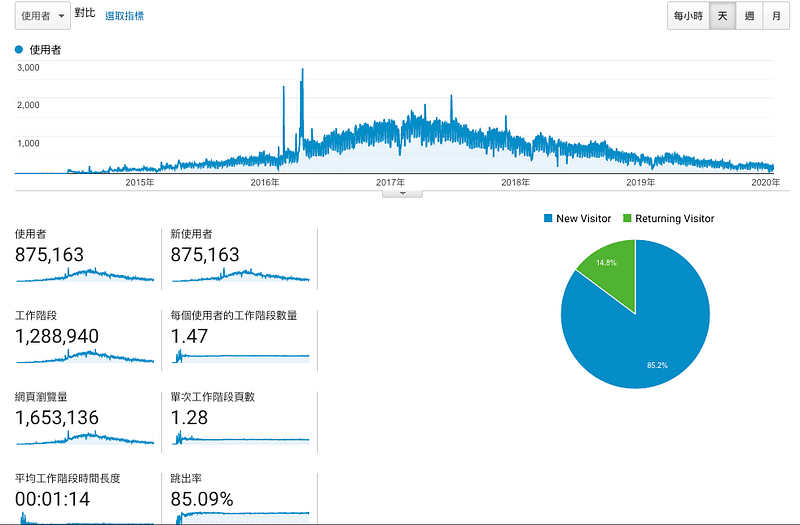 使用者 對比 選取指標 每小時 天 週 月
使用者
3,000
2,000
1,000
2015年 2016年 2017年 2018年 2019年 2020年
New Visitor Returning Visitor
使用者 新使用者
875,163 875,163
14.8%
工作階段 每個使用者的工作階段數量
1,288,940 1.47
85.2%
網頁瀏覽量 單次工作階段頁數
1,653,136 1.28
平均工作階段時間長度 跳出率
00:01:14 85.09%